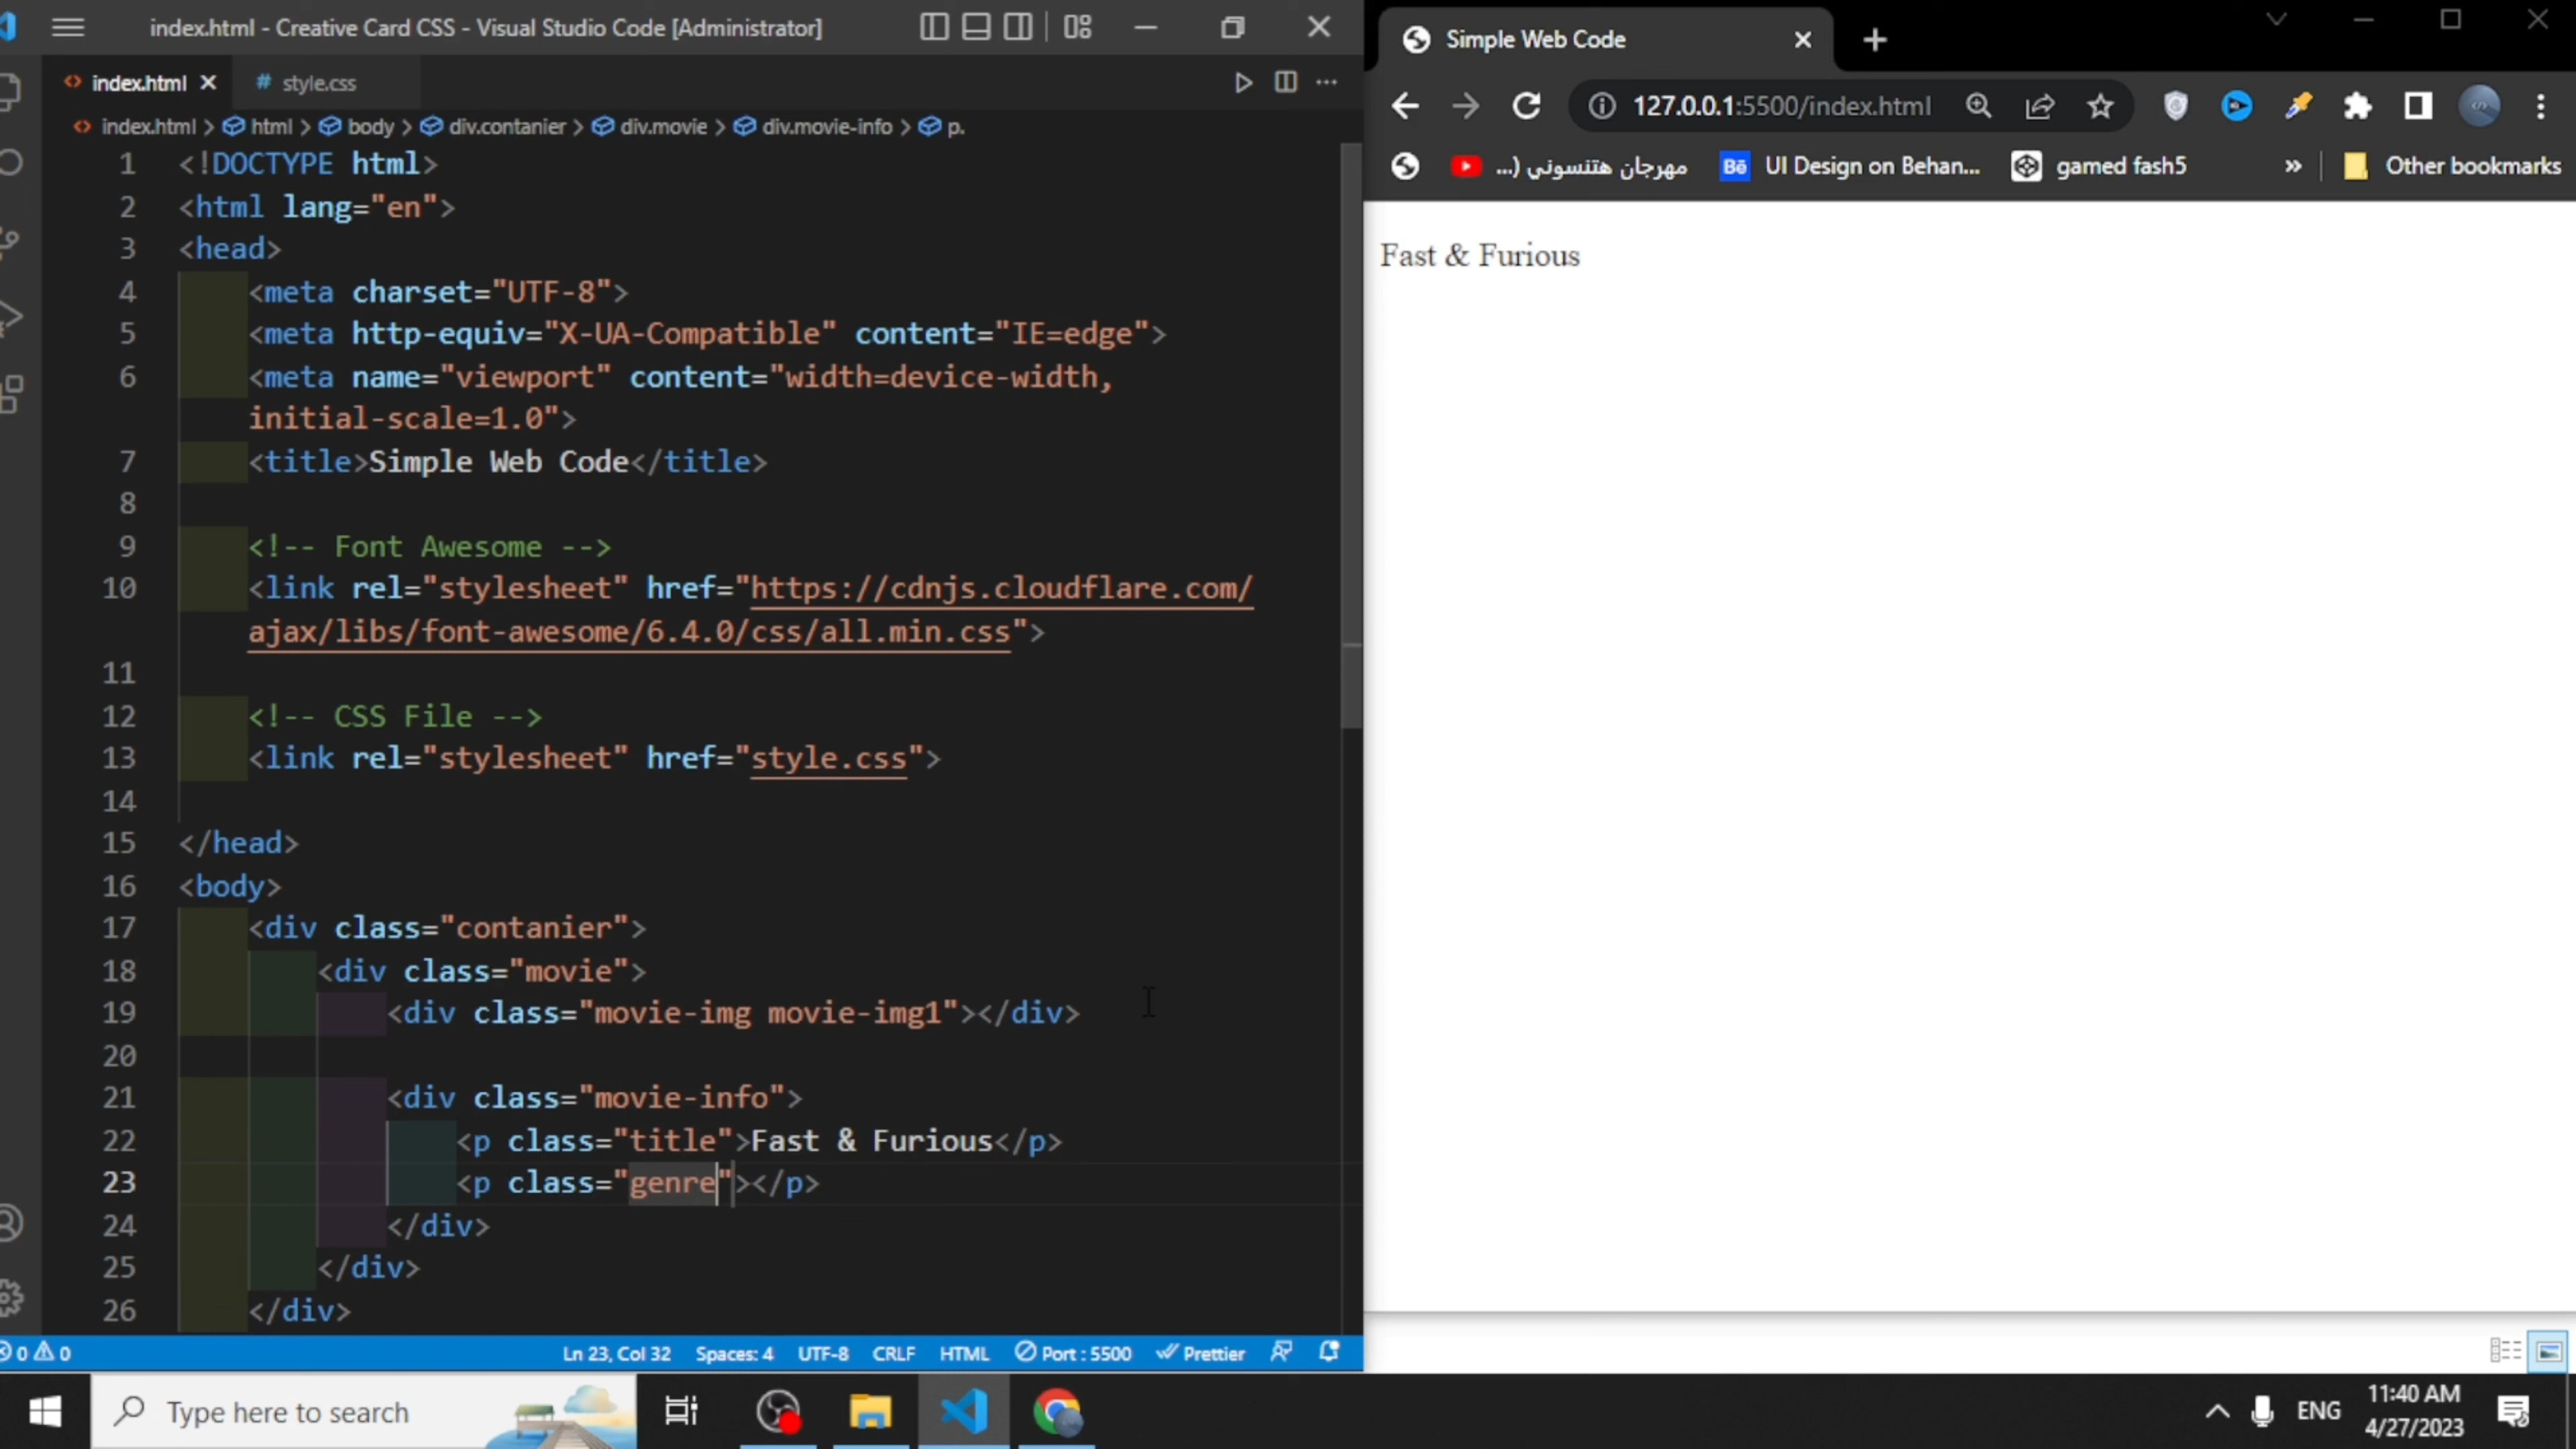 index.html - Creative Card CSS - Visual Studio Code [Administrator]
index.html
# style.css
index.html > html > body > div.contanier > div.movie > div.movie-info > p.
1 <!DOCTYPE html>
2 <html lang="en">
3 <head>
4 <meta charset="UTF-8">
5 <meta http-equiv="X-UA-Compatible" content="IE=edge">
6 <meta name="viewport" content="width=device-width,
initial-scale=1.0">
7 <title>Simple Web Code</title>
8
9 <!-- Font Awesome -->
10 <link rel="stylesheet" href="https://cdnjs.cloudflare.com/
ajax/libs/font-awesome/6.4.0/css/all.min.css">
11
12 <!-- CSS File -->
13 <link rel="stylesheet" href="style.css">
14
15 </head>
16 <body>
17 <div class="contanier">
18 <div class="movie">
19 <div class="movie-img movie-img1"></div>
20
21 <div class="movie-info">
22 <p class="title">Fast & Furious</p>
23 <p class="genre"></p>
24 </div>
25 </div>
26 </div>
0 0 Ln 23, Col 32 Spaces: 4 UTF-8 CRLF HTML Port : 5500 Prettier
Simple Web Code
127.0.0.1:5500/index.html
مهرجان هتنسوني (...
Bē UI Design on Behan...
gamed fash5
» Other bookmarks
Fast & Furious
Type here to search
ENG
11:40 AM
4/27/2023